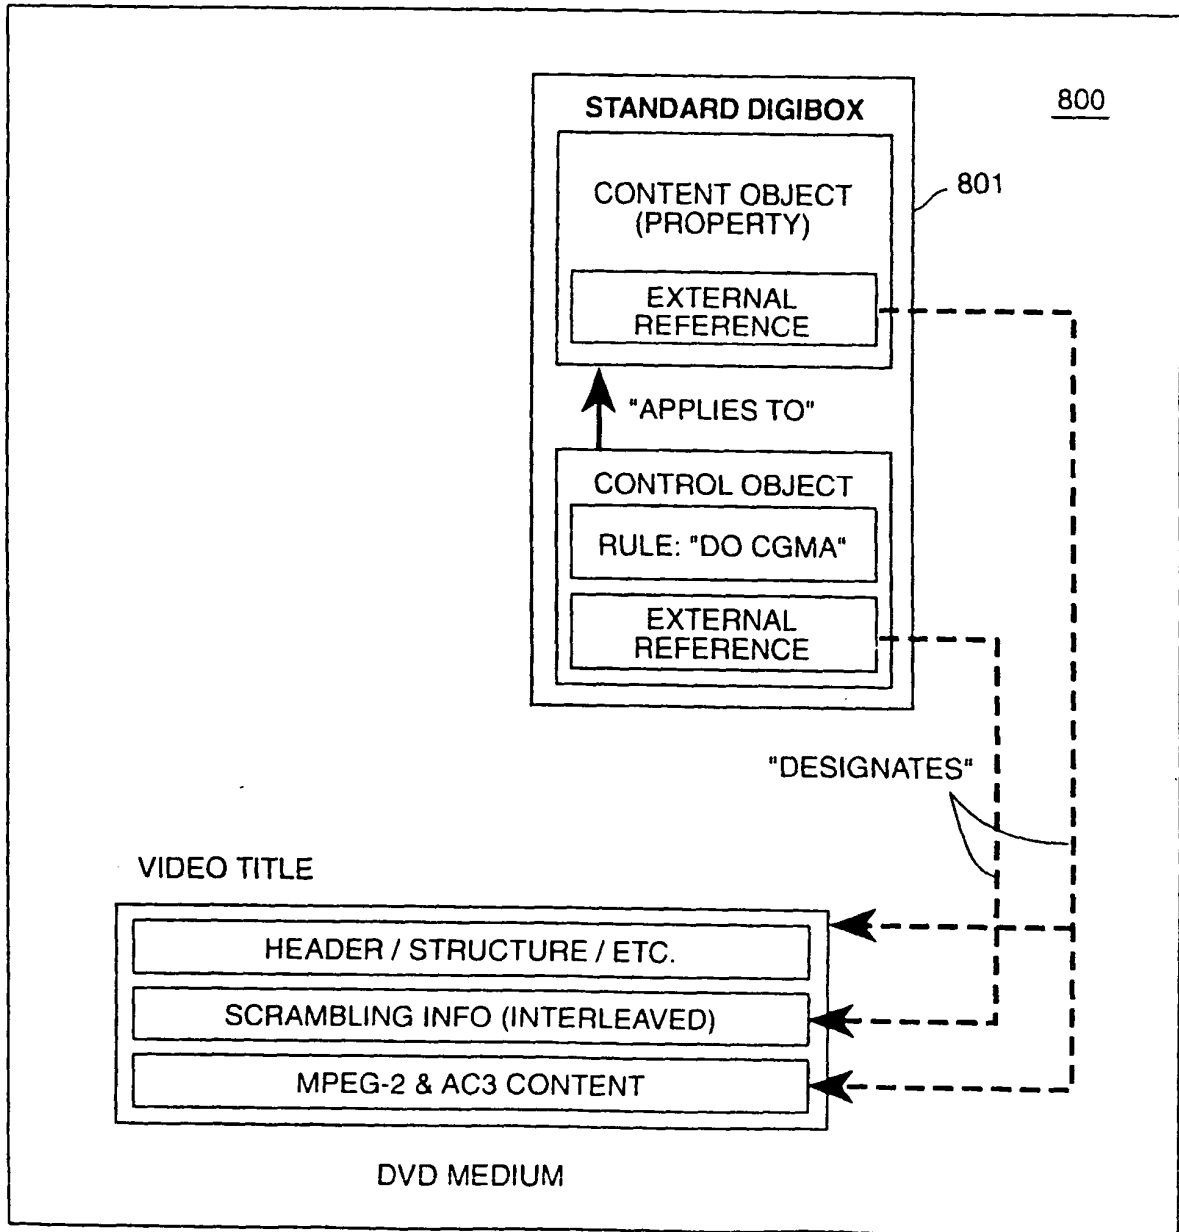 800
STANDARD DIGIBOX
801
CONTENT OBJECT
(PROPERTY)
EXTERNAL
REFERENCE
"APPLIES TO"
CONTROL OBJECT
RULE: "DO CGMA"
EXTERNAL
REFERENCE
"DESIGNATES"
VIDEO TITLE
HEADER / STRUCTURE / ETC.
SCRAMBLING INFO (INTERLEAVED)
MPEG-2 & AC3 CONTENT
DVD MEDIUM